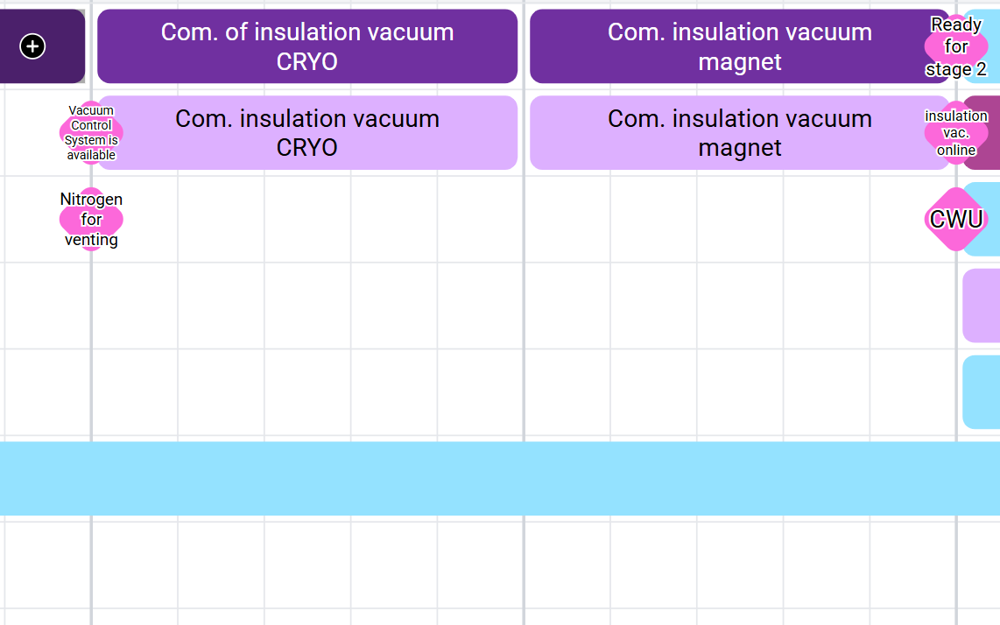 Com. of insulation vacuum
CRYO
Com. insulation vacuum
magnet
Ready
for
stage 2
Vacuum
Control
System is
available
Com. insulation vacuum
CRYO
Com. insulation vacuum
magnet
insulation
vac.
online
Nitrogen
for
venting
CWU